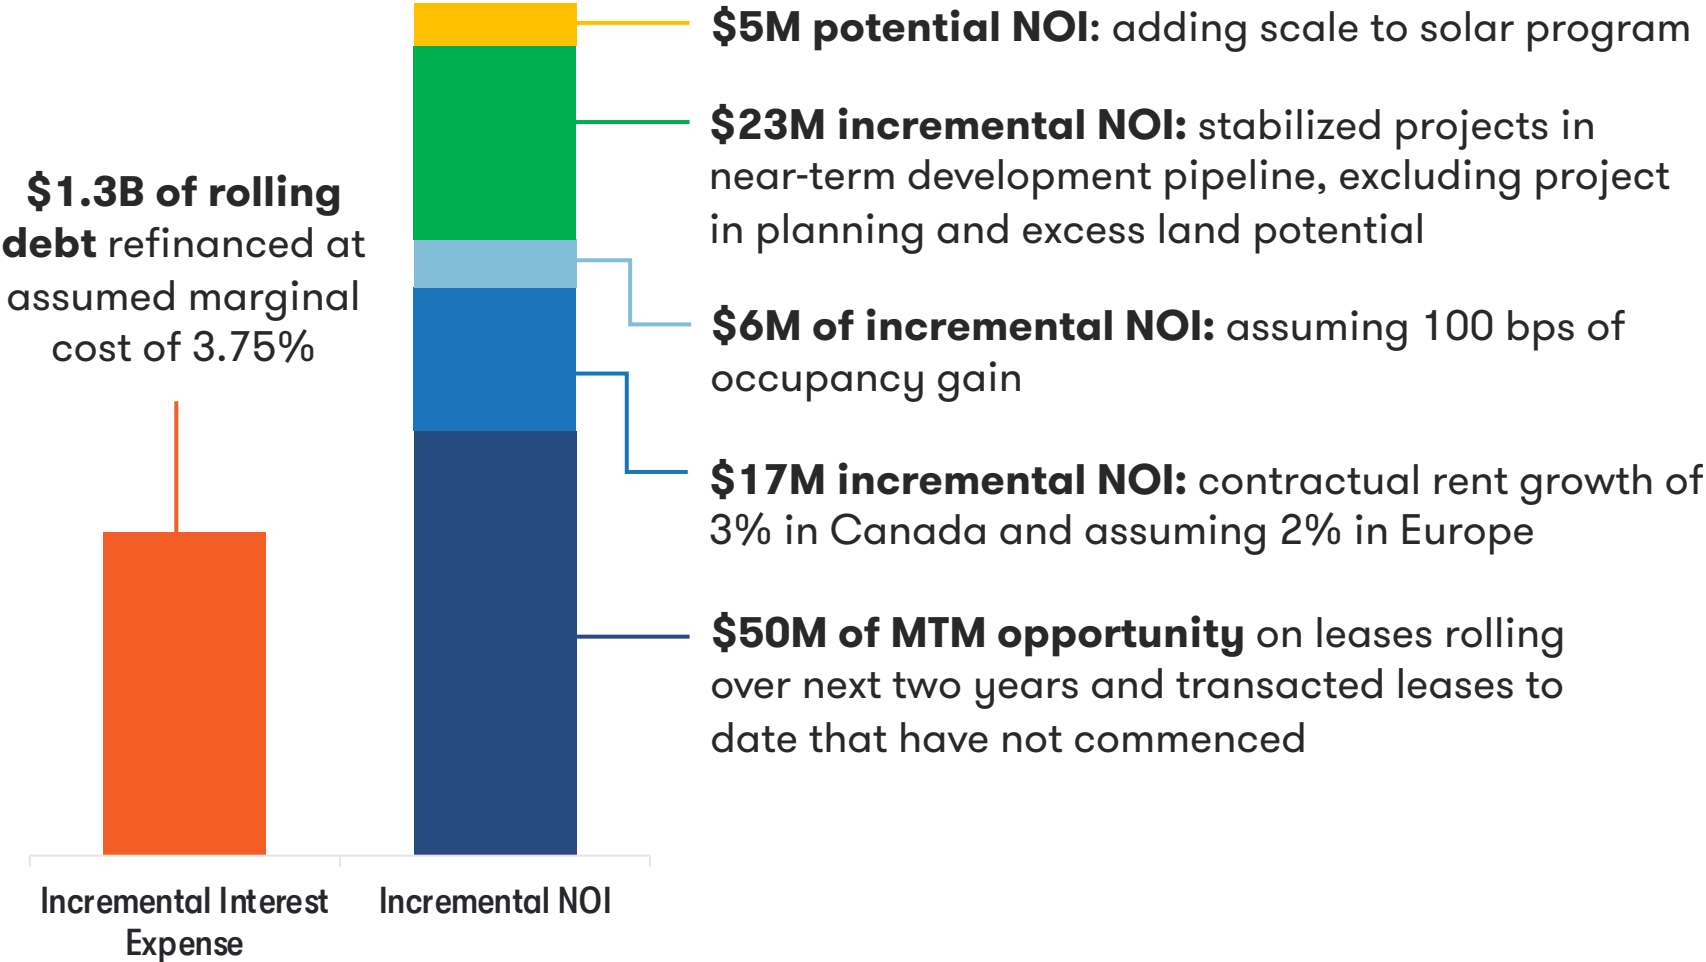 $5M potential NOI: adding scale to solar program
$23M incremental NOI: stabilized projects in
near-term development pipeline, excluding project
in planning and excess land potential
$1.3B of rolling
debt refinanced at
assumed marginal
cost of 3.75%
$6M of incremental NOI: assuming 100 bps of
occupancy gain
$17M incremental NOI: contractual rent growth of
3% in Canada and assuming 2% in Europe
$50M of MTM opportunity on leases rolling
over next two years and transacted leases to
date that have not commenced
Incremental Interest
Expense
Incremental NOI